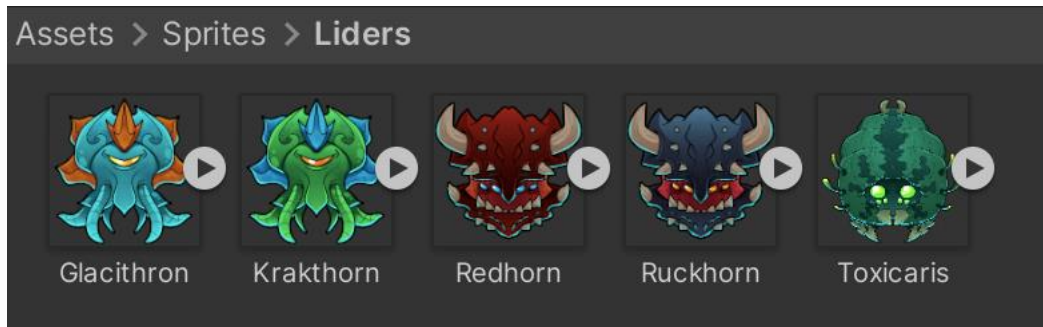 Assets > Sprites > Liders
Glacithron Krakthorn Redhorn Ruckhorn Toxicaris